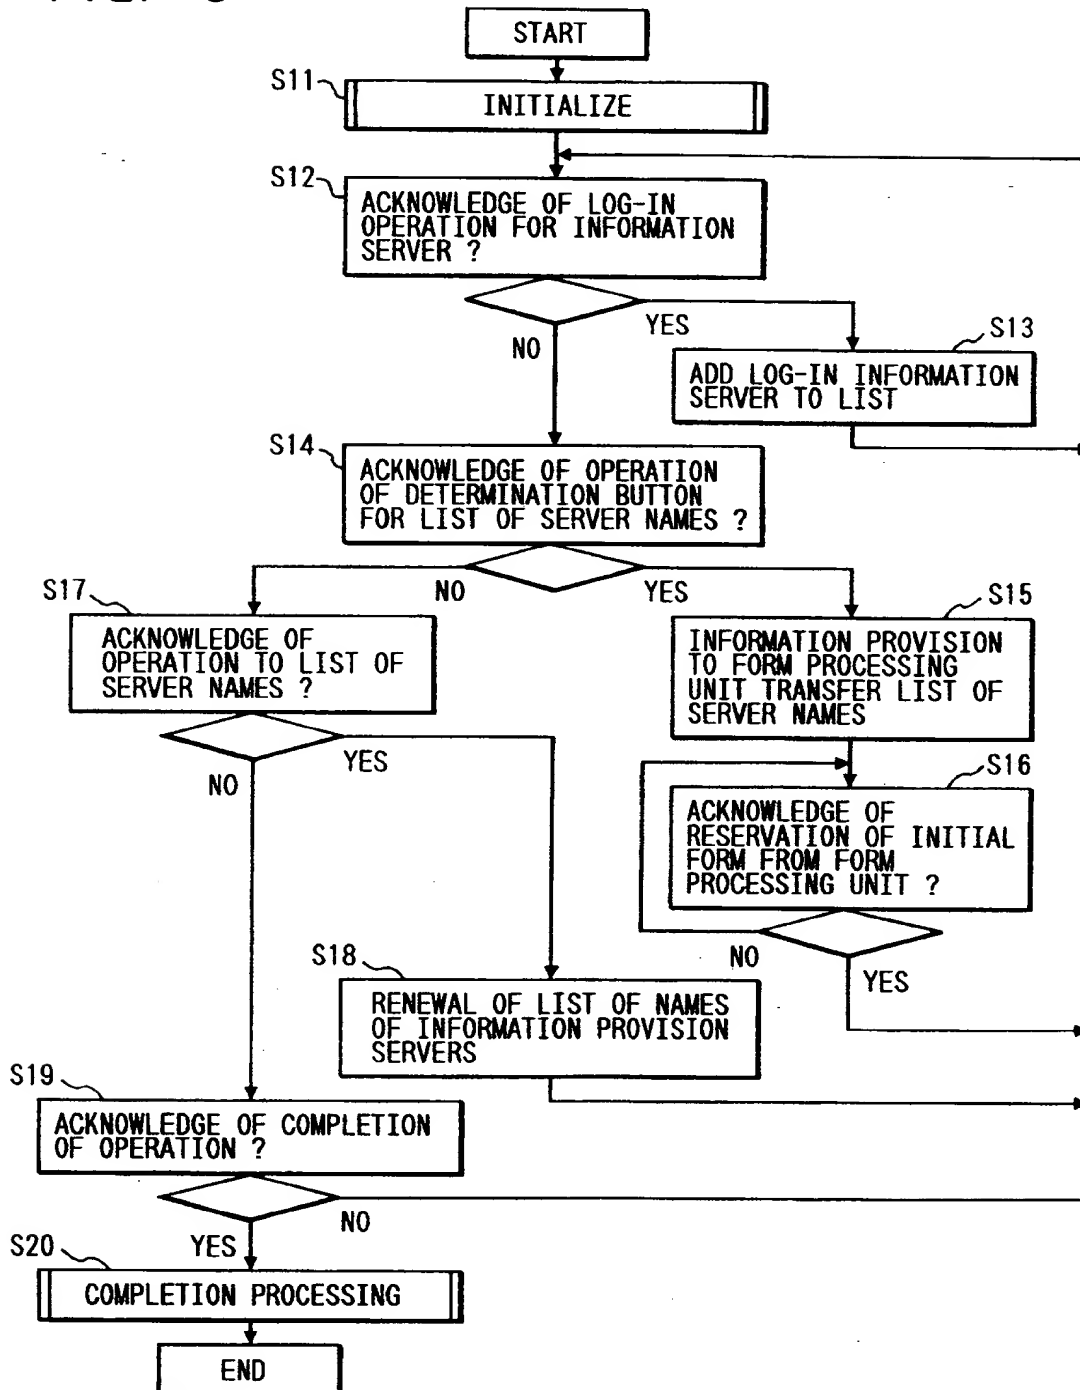 START
S11
INITIALIZE
S12
ACKNOWLEDGE OF LOG-IN
OPERATION FOR INFORMATION
SERVER ?
YES
NO
S13
ADD LOG-IN INFORMATION
SERVER TO LIST
S14
ACKNOWLEDGE OF OPERATION
OF DETERMINATION BUTTON
FOR LIST OF SERVER NAMES ?
NO
YES
S17
ACKNOWLEDGE OF
OPERATION TO LIST OF
SERVER NAMES ?
S15
INFORMATION PROVISION
TO FORM PROCESSING
UNIT TRANSFER LIST OF
SERVER NAMES
YES
NO
S16
ACKNOWLEDGE OF
RESERVATION OF INITIAL
FORM FROM FORM
PROCESSING UNIT ?
NO
YES
S18
RENEWAL OF LIST OF NAMES
OF INFORMATION PROVISION
SERVERS
S19
ACKNOWLEDGE OF COMPLETION
OF OPERATION ?
NO
YES
S20
COMPLETION PROCESSING
END